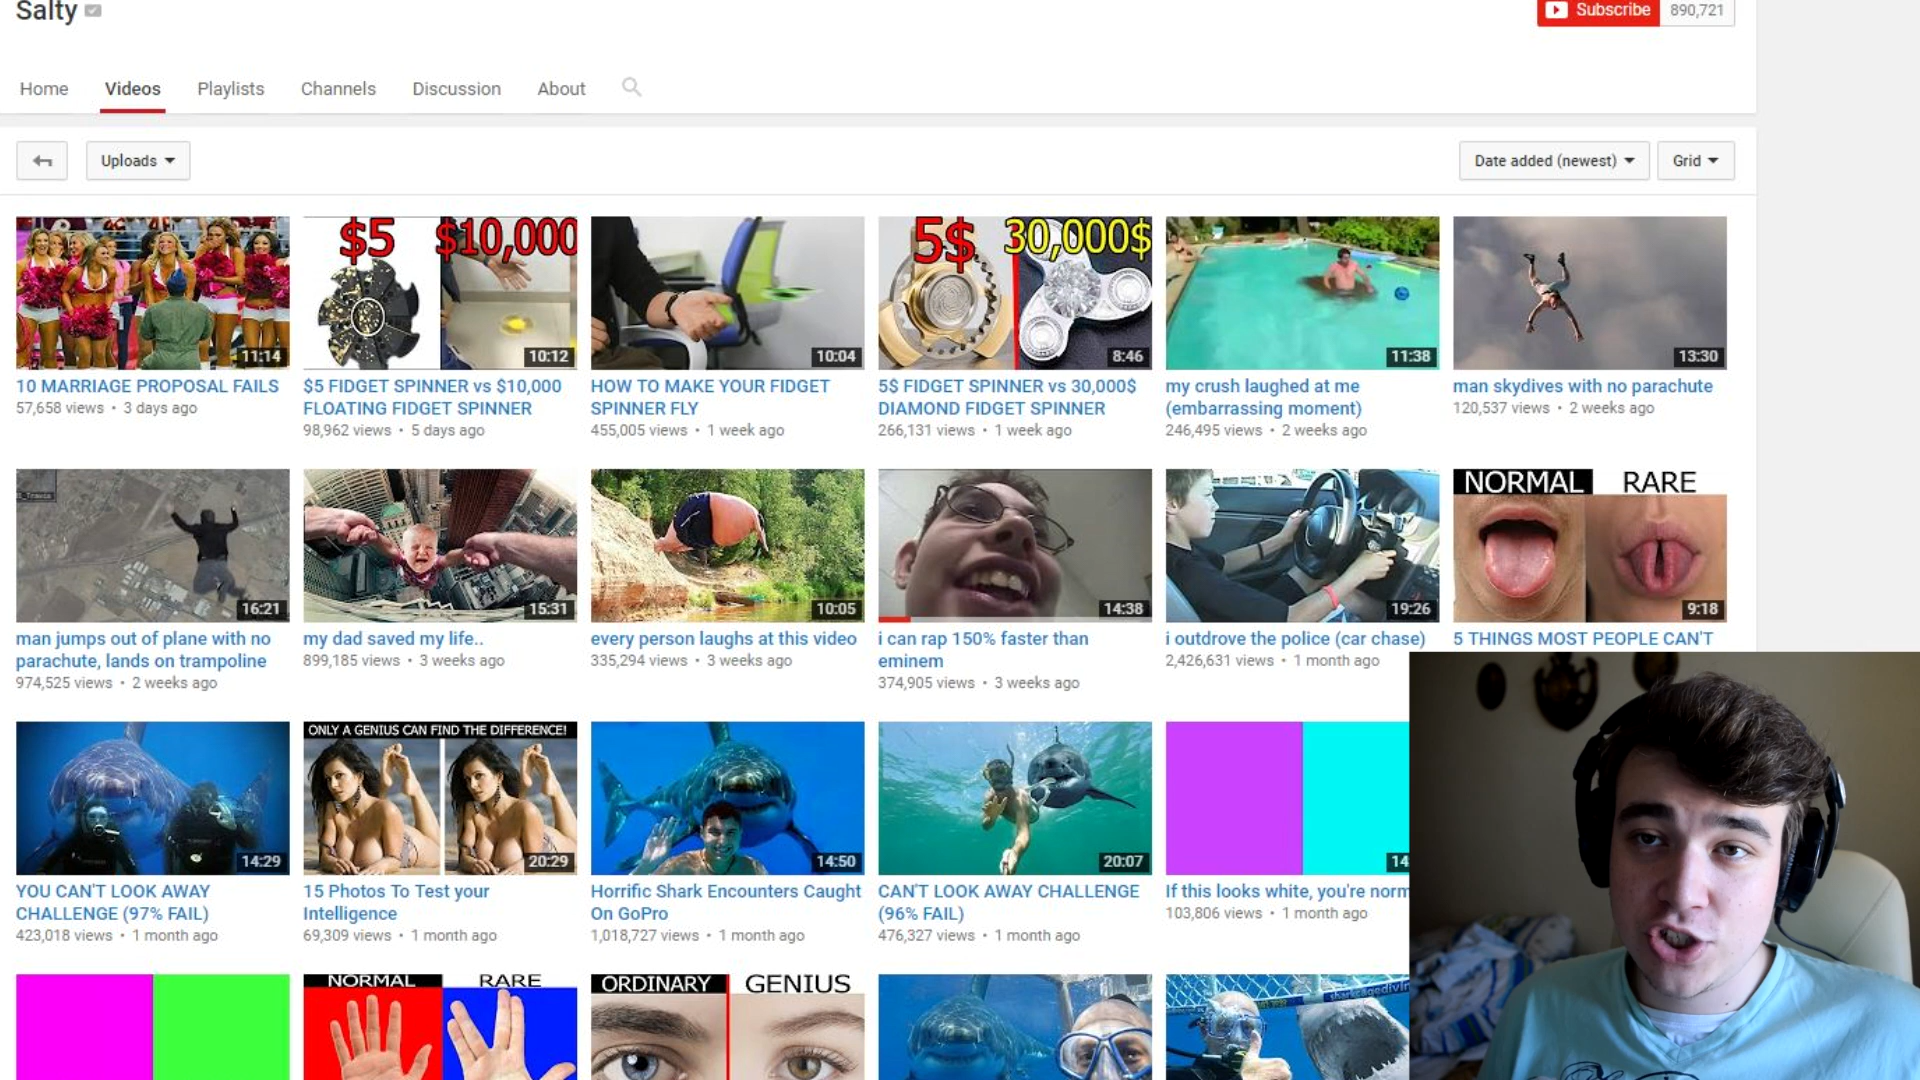 Salty
Subscribe 890,721
Home Videos Playlists Channels Discussion About
Uploads
Date added (newest) Grid
$5 $10,000
5$ 30,000$
11:14
10:12
10:04
8:46
11:38
13:30
10 MARRIAGE PROPOSAL FAILS
57,658 views • 3 days ago
$5 FIDGET SPINNER vs $10,000
FLOATING FIDGET SPINNER
98,962 views • 5 days ago
HOW TO MAKE YOUR FIDGET
SPINNER FLY
455,005 views • 1 week ago
5$ FIDGET SPINNER vs 30,000$
DIAMOND FIDGET SPINNER
266,131 views • 1 week ago
my crush laughed at me
(embarrassing moment)
246,495 views • 2 weeks ago
man skydives with no parachute
120,537 views • 2 weeks ago
NORMAL RARE
16:21
15:31
10:05
14:38
19:26
9:18
man jumps out of plane with no
parachute, lands on trampoline
974,525 views • 2 weeks ago
my dad saved my life..
899,185 views • 3 weeks ago
every person laughs at this video
335,294 views • 3 weeks ago
i can rap 150% faster than
eminem
374,905 views • 3 weeks ago
i outdrove the police (car chase)
2,426,631 views • 1 month ago
5 THINGS MOST PEOPLE CAN'T
ONLY A GENIUS CAN FIND THE DIFFERENCE!
14:29
20:29
14:50
20:07
14
YOU CAN'T LOOK AWAY
CHALLENGE (97% FAIL)
423,018 views • 1 month ago
15 Photos To Test your
Intelligence
69,309 views • 1 month ago
Horrific Shark Encounters Caught
On GoPro
1,018,727 views • 1 month ago
CAN'T LOOK AWAY CHALLENGE
(96% FAIL)
476,327 views • 1 month ago
If this looks white, you're norm
103,806 views • 1 month ago
NORMAL RARE
ORDINARY GENIUS